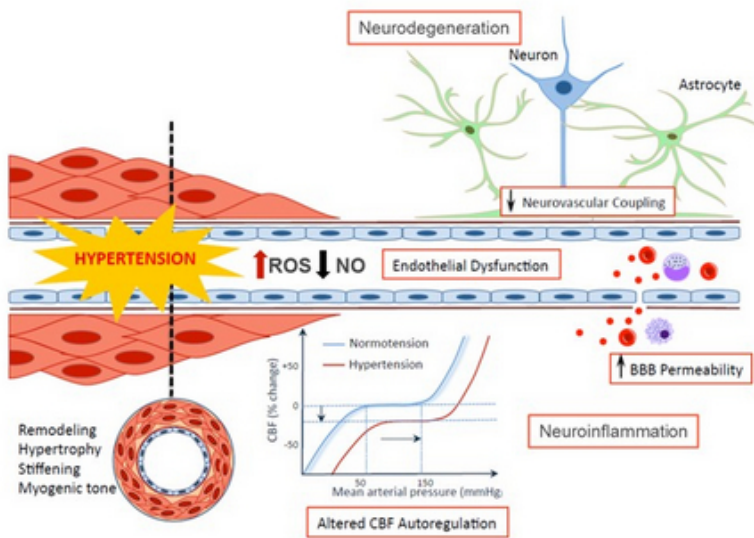 Neurodegeneration
Neuron
Astrocyte
↓ Neurovascular Coupling
HYPERTENSION
↑ROS↓NO
Endothelial Dysfunction
↑ BBB Permeability
Neuroinflammation
Remodeling
Hypertrophy
Stiffening
Myogenic tone
CBF (% change)
+50
0
-50
Normotension
Hypertension
50
150
Mean arterial pressure (mmHg)
Altered CBF Autoregulation